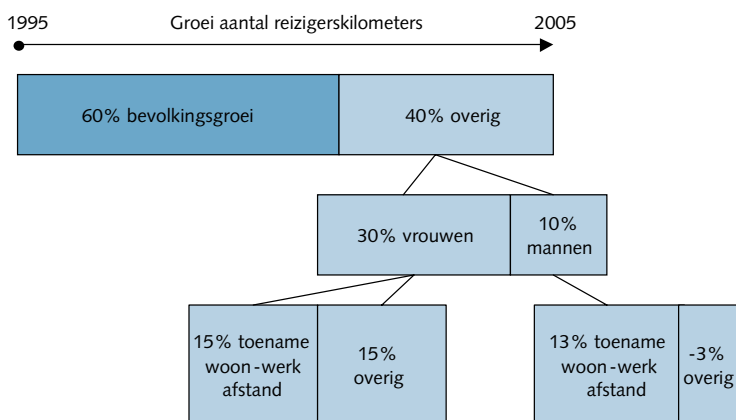 1995 Groei aantal reizigerskilometers 2005
60% bevolkingsgroei 40% overig
30% vrouwen
10%
mannen
15% toename
woon-werk
afstand
15%
overig
13% toename
woon-werk
afstand
-3%
overig